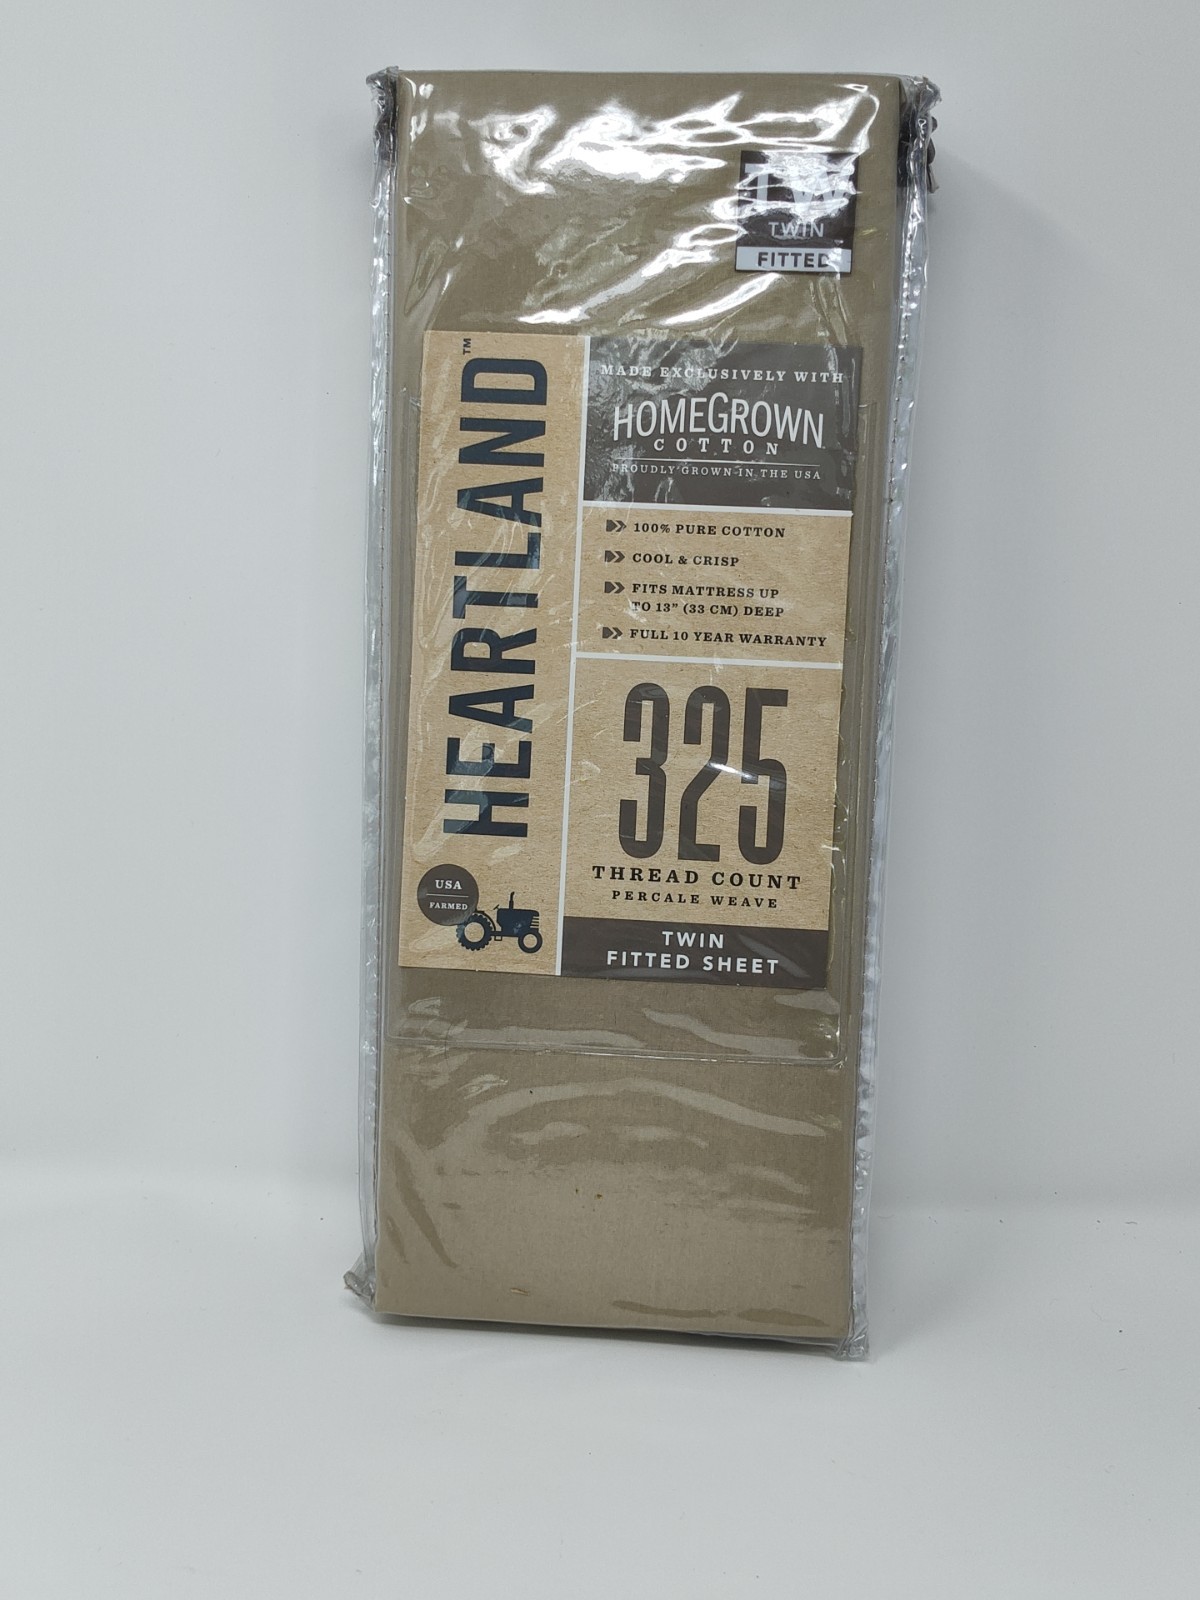 TW
TWIN
FITTED
HEARTLAND™
MADE EXCLUSIVELY WITH
HOMEGROWN
COTTON
PROUDLY GROWN IN THE USA
100% PURE COTTON
COOL & CRISP
FITS MATTRESS UP
TO 13" (33 CM) DEEP
FULL 10 YEAR WARRANTY
325
THREAD COUNT
PERCALE WEAVE
USA
FARMED
TWIN
FITTED SHEET